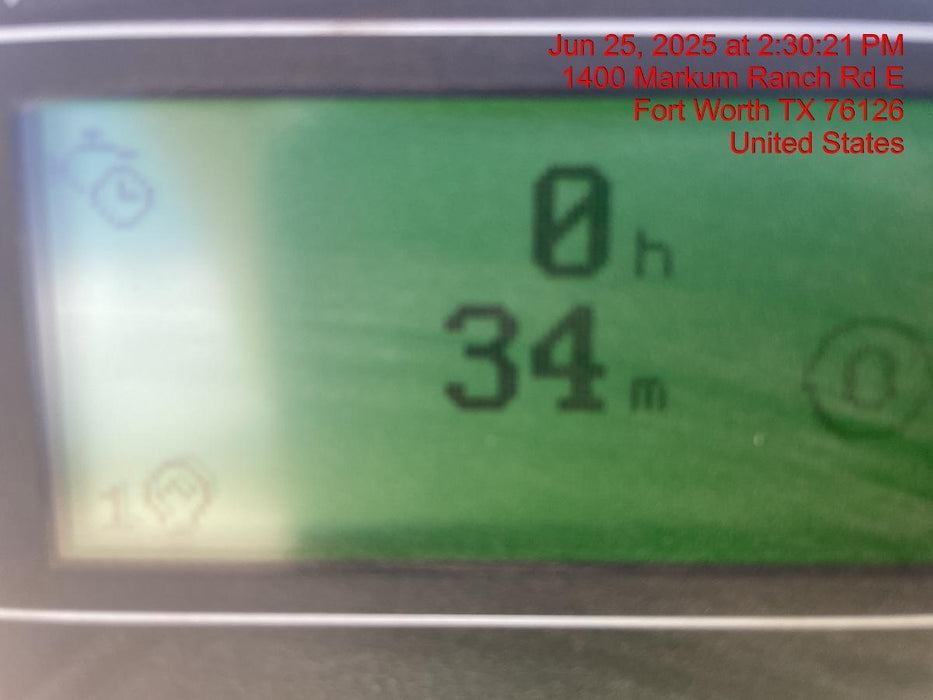 Jun 25, 2025 at 2:30:21 PM
1400 Markum Ranch Rd E
Fort Worth TX 76126
United States
0 h
34 m
1